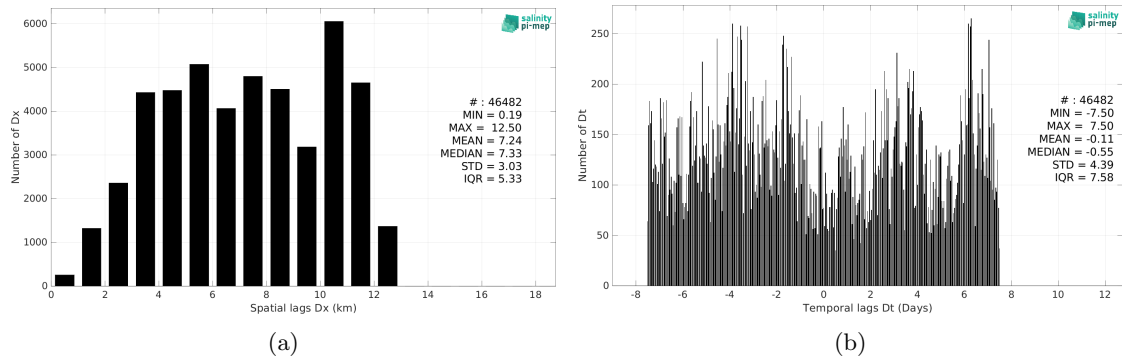 6000
5000
4000
3000
2000
1000
0
Number of Dx
0 2 4 6 8 10 12 14 16 18
Spatial lags Dx (km)
salinity
pi-mep
# : 46482
MIN = 0.19
MAX = 12.50
MEAN = 7.24
MEDIAN = 7.33
STD = 3.03
IQR = 5.33
(a)
250
200
150
100
50
0
Number of Dt
-8 -6 -4 -2 0 2 4 6 8 10 12
Temporal lags Dt (Days)
salinity
pi-mep
# : 46482
MIN = -7.50
MAX = 7.50
MEAN = -0.11
MEDIAN = -0.55
STD = 4.39
IQR = 7.58
(b)